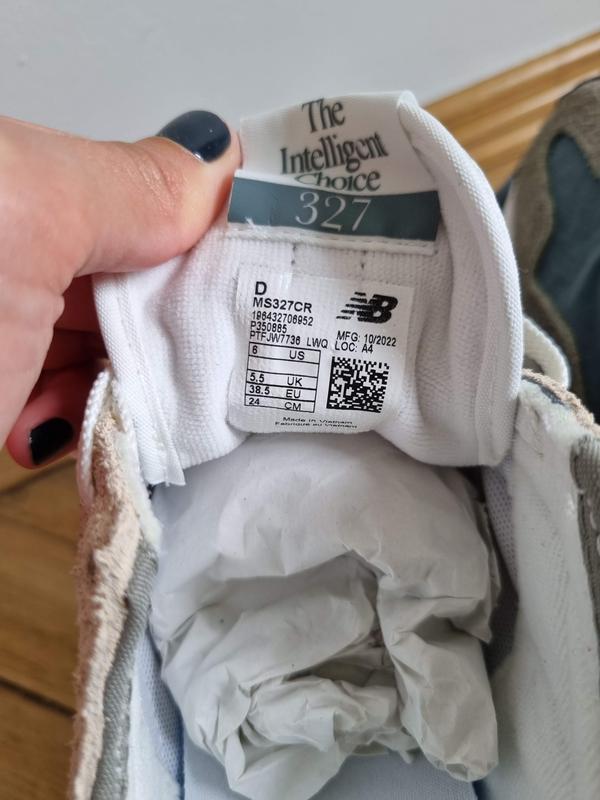 The
Intelligent
Choice
327
D
MS327CR
NB
196432706952
P350885
PTFJW7736 LWQ
MFG: 10/2022
LOC: A4
6 US
5.5 UK
38.5 EU
24 CM
Made in Vietnam
Fabriqué au Vietnam